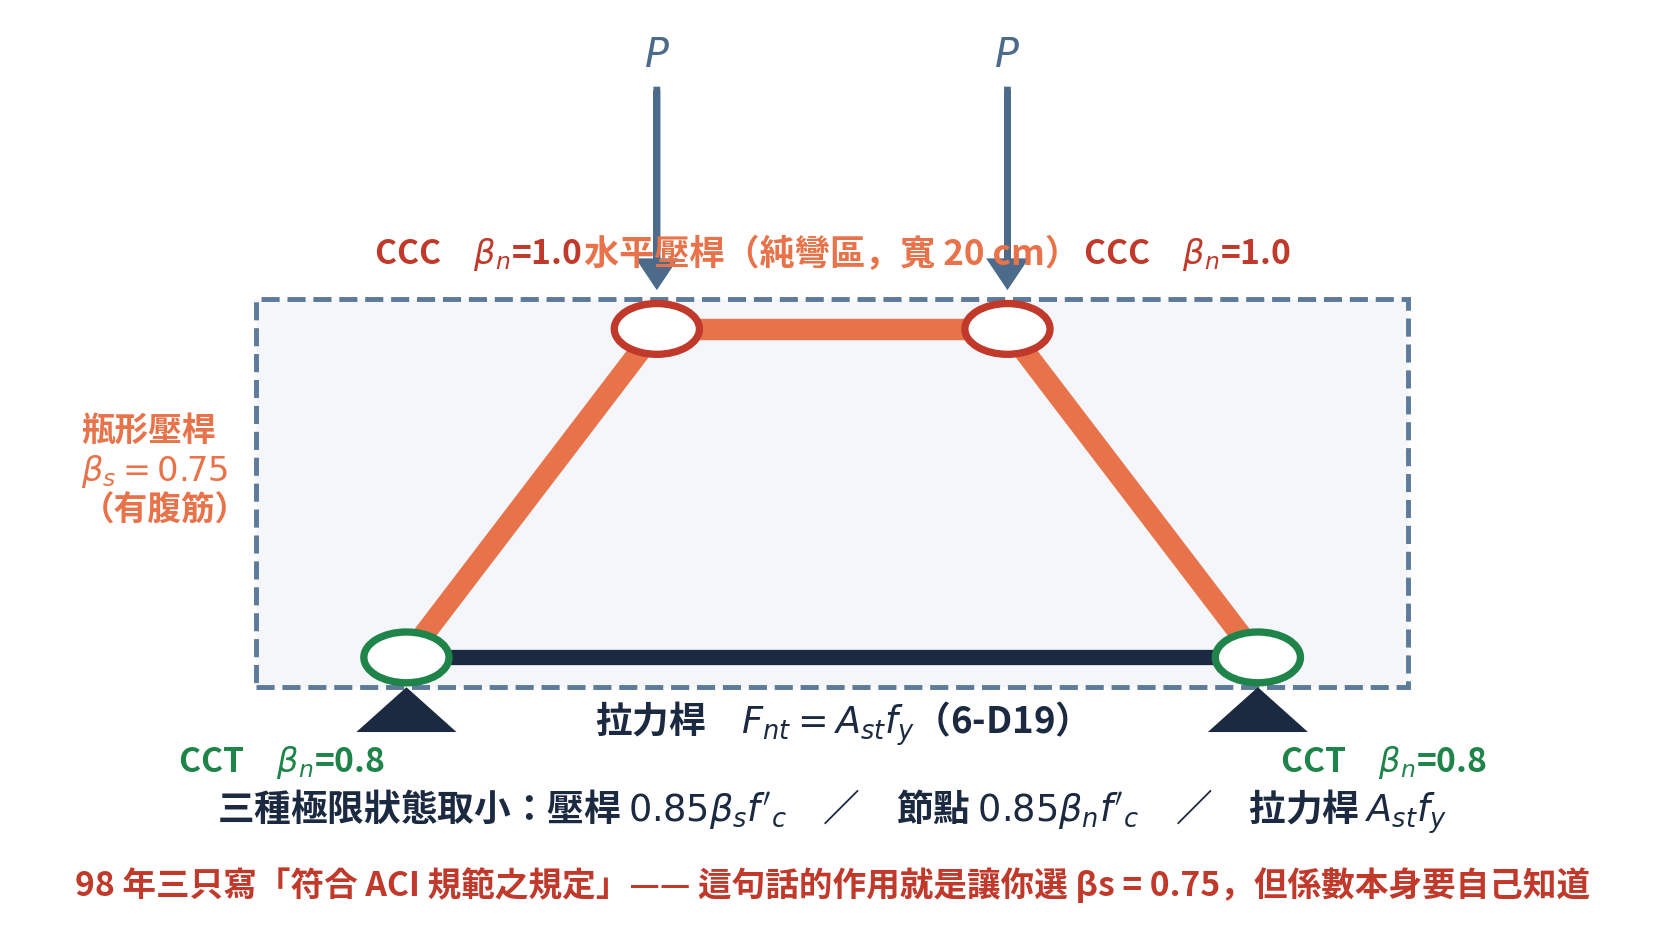 P P
CCC βn=1.0 水平壓桿（純彎區，寬 20 cm） CCC βn=1.0
瓶形壓桿
βs = 0.75
（有腹筋）
拉力桿 Fnt = Astfy（6-D19）
CCT βn=0.8 CCT βn=0.8
三種極限狀態取小：壓桿 0.85βsf′c ／ 節點 0.85βnf′c ／ 拉力桿 Astfy
98 年三只寫「符合 ACI 規範之規定」—— 這句話的作用就是讓你選 βs = 0.75，但係數本身要自己知道